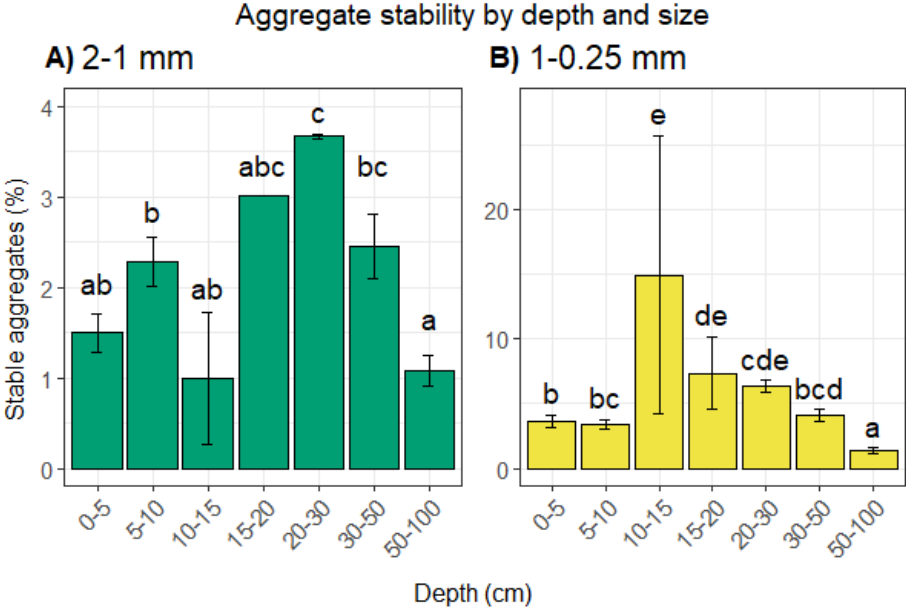 Aggregate stability by depth and size
A) 2-1 mm
B) 1-0.25 mm
Stable aggregates (%)
4
3
2
1
0
ab
b
ab
abc
c
bc
a
0-5
5-10
10-15
15-20
20-30
30-50
50-100
20
10
0
b
bc
e
de
cde
bcd
a
0-5
5-10
10-15
15-20
20-30
30-50
50-100
Depth (cm)